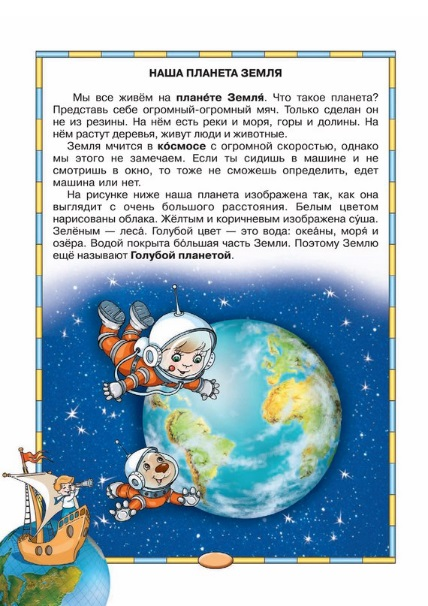 НАША ПЛАНЕТА ЗЕМЛЯ
Мы все живём на плане́те Земля́. Что такое планета?
Представь себе огромный-огромный мяч. Только сделан он
не из резины. На нём есть реки и моря, горы и долины. На
нём растут деревья, живут люди и животные.
Земля мчится в ко́смосе с огромной скоростью, однако
мы этого не замечаем. Если ты сидишь в машине и не
смотришь в окно, то тоже не сможешь определить, едет
машина или нет.
На рисунке ниже наша планета изображена так, как она
выглядит с очень большого расстояния. Белым цветом
нарисованы облака. Жёлтым и коричневым изображена су́ша.
Зелёным — леса́. Голубой цвет — это вода: океа́ны, моря́ и
озёра. Водой покрыта бо́льшая часть Земли. Поэтому Землю
ещё называют Голубой планетой.